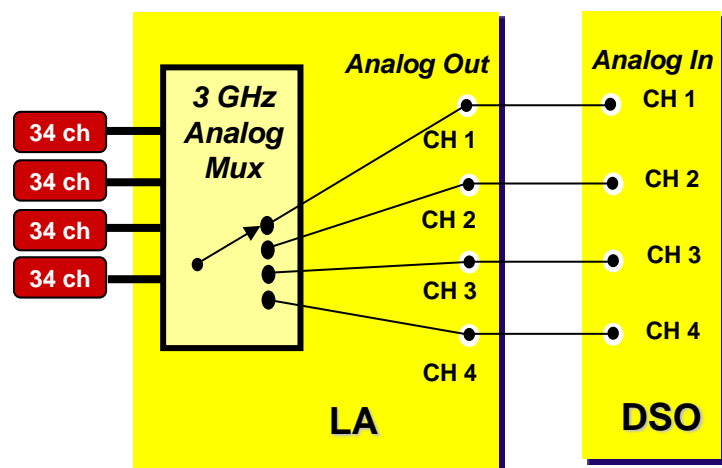 34 ch
34 ch
34 ch
34 ch
3 GHz
Analog
Mux
Analog Out
CH 1
CH 2
CH 3
CH 4
LA
Analog In
CH 1
CH 2
CH 3
CH 4
DSO